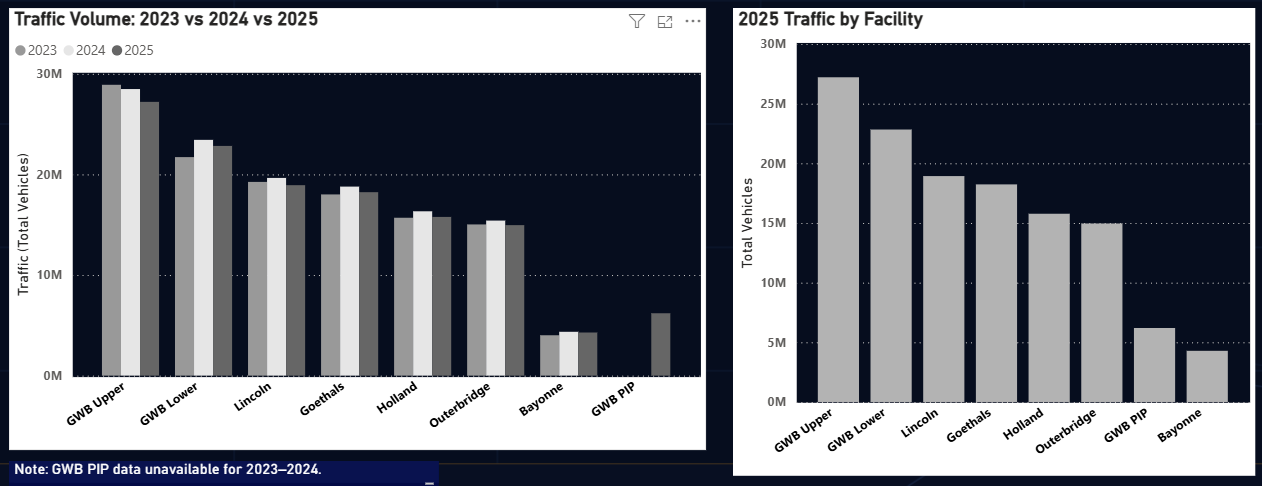 Traffic Volume: 2023 vs 2024 vs 2025
2023 2024 2025
Traffic (Total Vehicles)
30M
20M
10M
0M
GWB Upper
GWB Lower
Lincoln
Goethals
Holland
Outerbridge
Bayonne
GWB PIP
Note: GWB PIP data unavailable for 2023–2024.
2025 Traffic by Facility
Total Vehicles
30M
25M
20M
15M
10M
5M
0M
GWB Upper
GWB Lower
Lincoln
Goethals
Holland
Outerbridge
GWB PIP
Bayonne